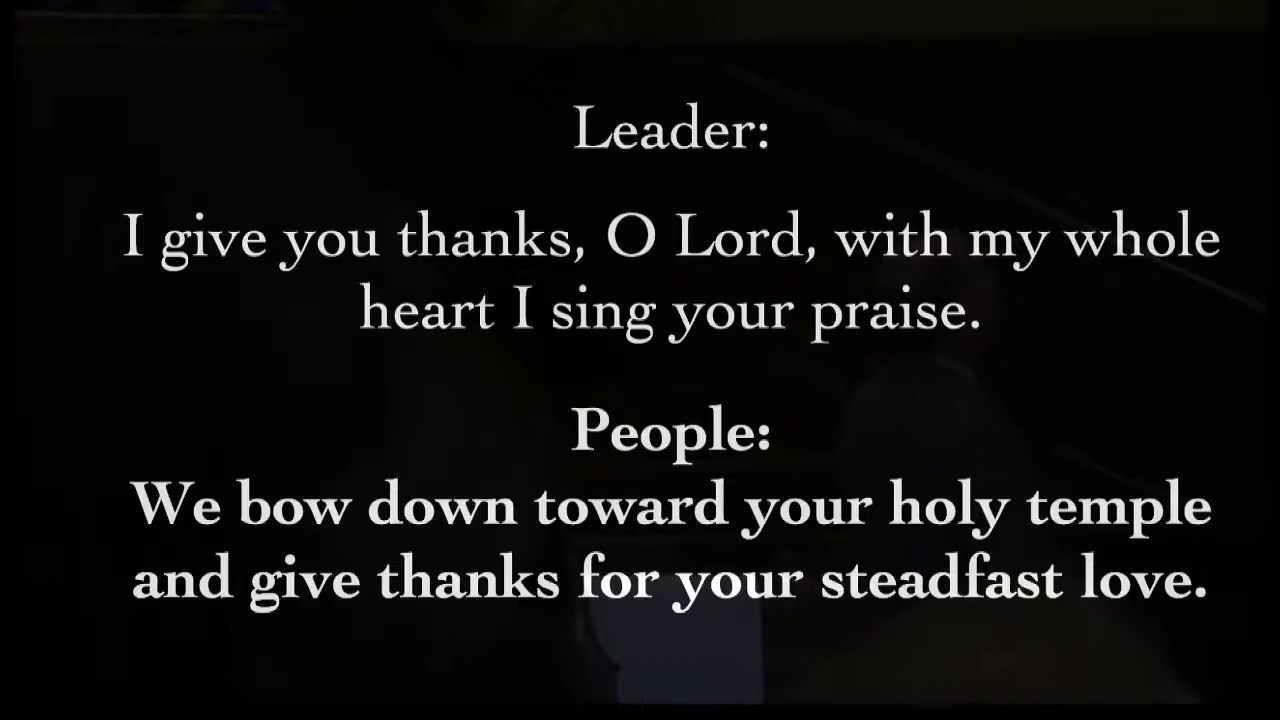 Leader:
I give you thanks, O Lord, with my whole
heart I sing your praise.
People:
We bow down toward your holy temple
and give thanks for your steadfast love.